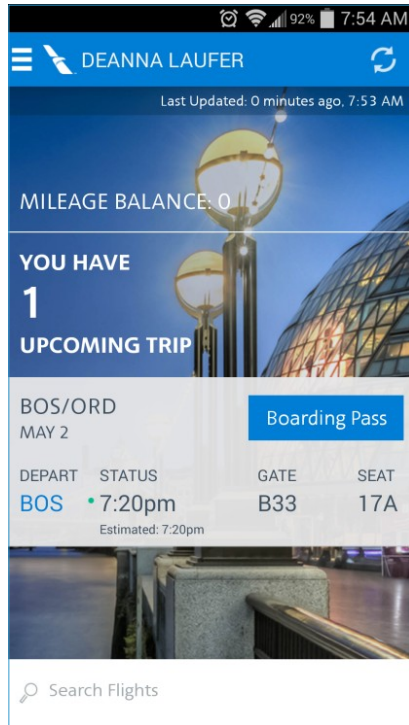 92% 7:54 AM
DEANNA LAUFER
Last Updated: 0 minutes ago, 7:53 AM
MILEAGE BALANCE: 0
YOU HAVE
1
UPCOMING TRIP
BOS/ORD
MAY 2
Boarding Pass
DEPART STATUS GATE SEAT
BOS 7:20pm B33 17A
Estimated: 7:20pm
Search Flights